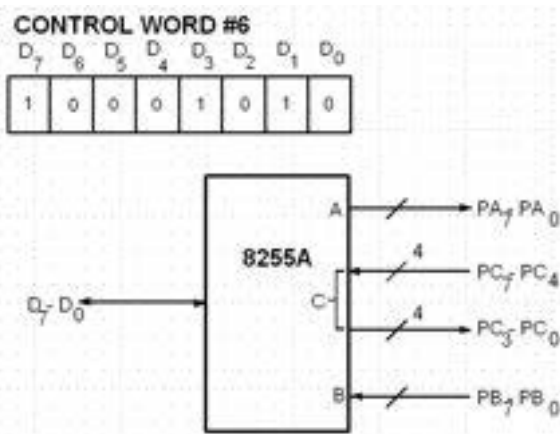 CONTROL WORD #6
D7 D6 D5 D4 D3 D2 D1 D0
1 0 0 0 1 0 1 0
A PA7- PA0
8255A
4
PC7- PC4
D7- D0
C
4
PC3- PC0
B PB7- PB0